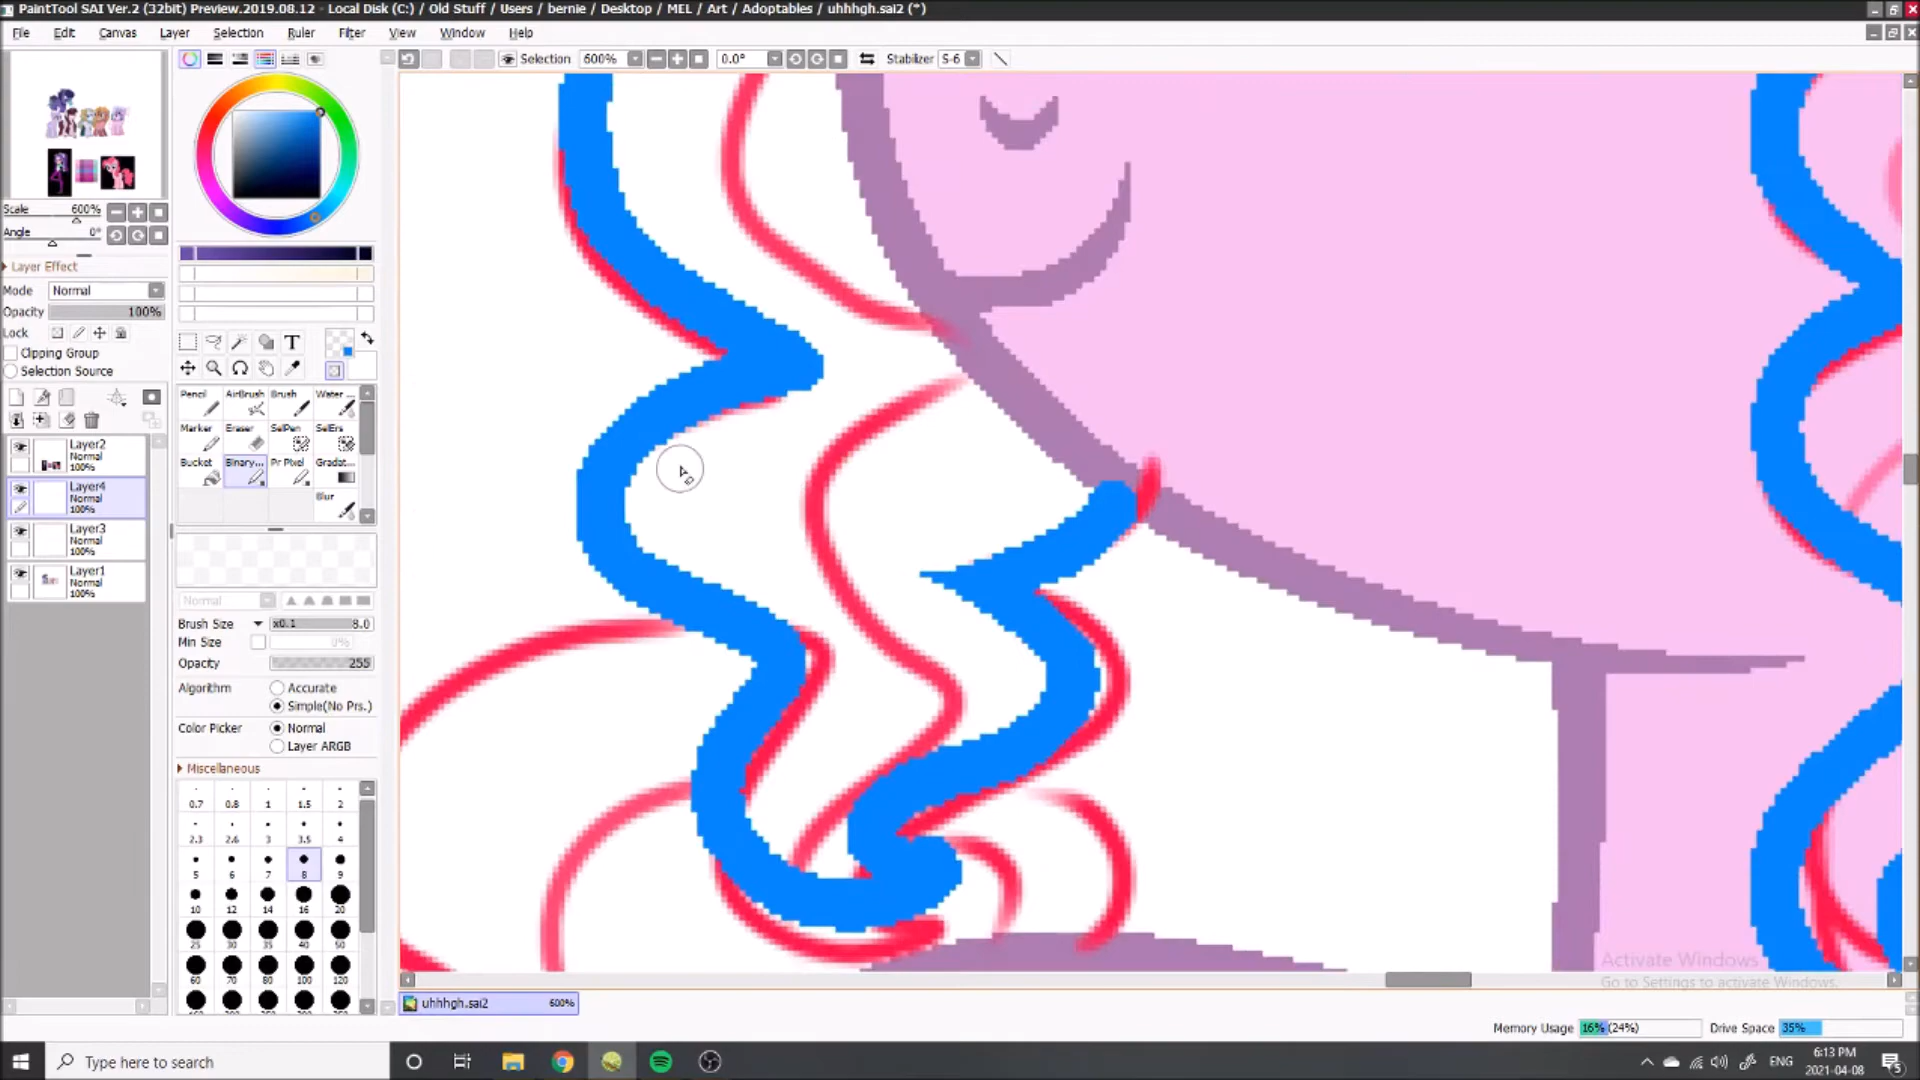 PaintTool SAI Ver.2 (32bit) Preview.2019.08.12 - Local Disk (C:) / Old Stuff / Users / bernie / Desktop / MEL / Art / Adoptables / uhhhgh.sai2 (*)
File Edit Canvas Layer Selection Ruler Filter View Window Help
Selection 600% 0.0° Stabilizer S-6
Scale 600%
Angle 0°
Layer Effect
Mode Normal
Opacity 100%
Lock
Clipping Group
Selection Source
Layer2
Normal
100%
Layer4
Normal
100%
Layer3
Normal
100%
Layer1
Normal
100%
T
Pencil AirBrush Brush Water ...
Marker Eraser SelPen SelErs
Bucket Binary... Pr Pixel Gradat...
Blur
Normal
Brush Size x0.1 8.0
Min Size 0%
Opacity 255
Algorithm Accurate
Simple(No Prs.)
Color Picker Normal
Layer ARGB
Miscellaneous
0.7 0.8 1 1.5 2
2.3 2.6 3 3.5 4
5 6 7 8 9
10 12 14 16 20
25 30 35 40 50
60 70 80 100 120
Activate Windows
Go to Settings to activate Windows.
uhhhgh.sai2 600%
Memory Usage 16% (24%) Drive Space 35%
Type here to search
ENG
6:13 PM
2021-04-08
5